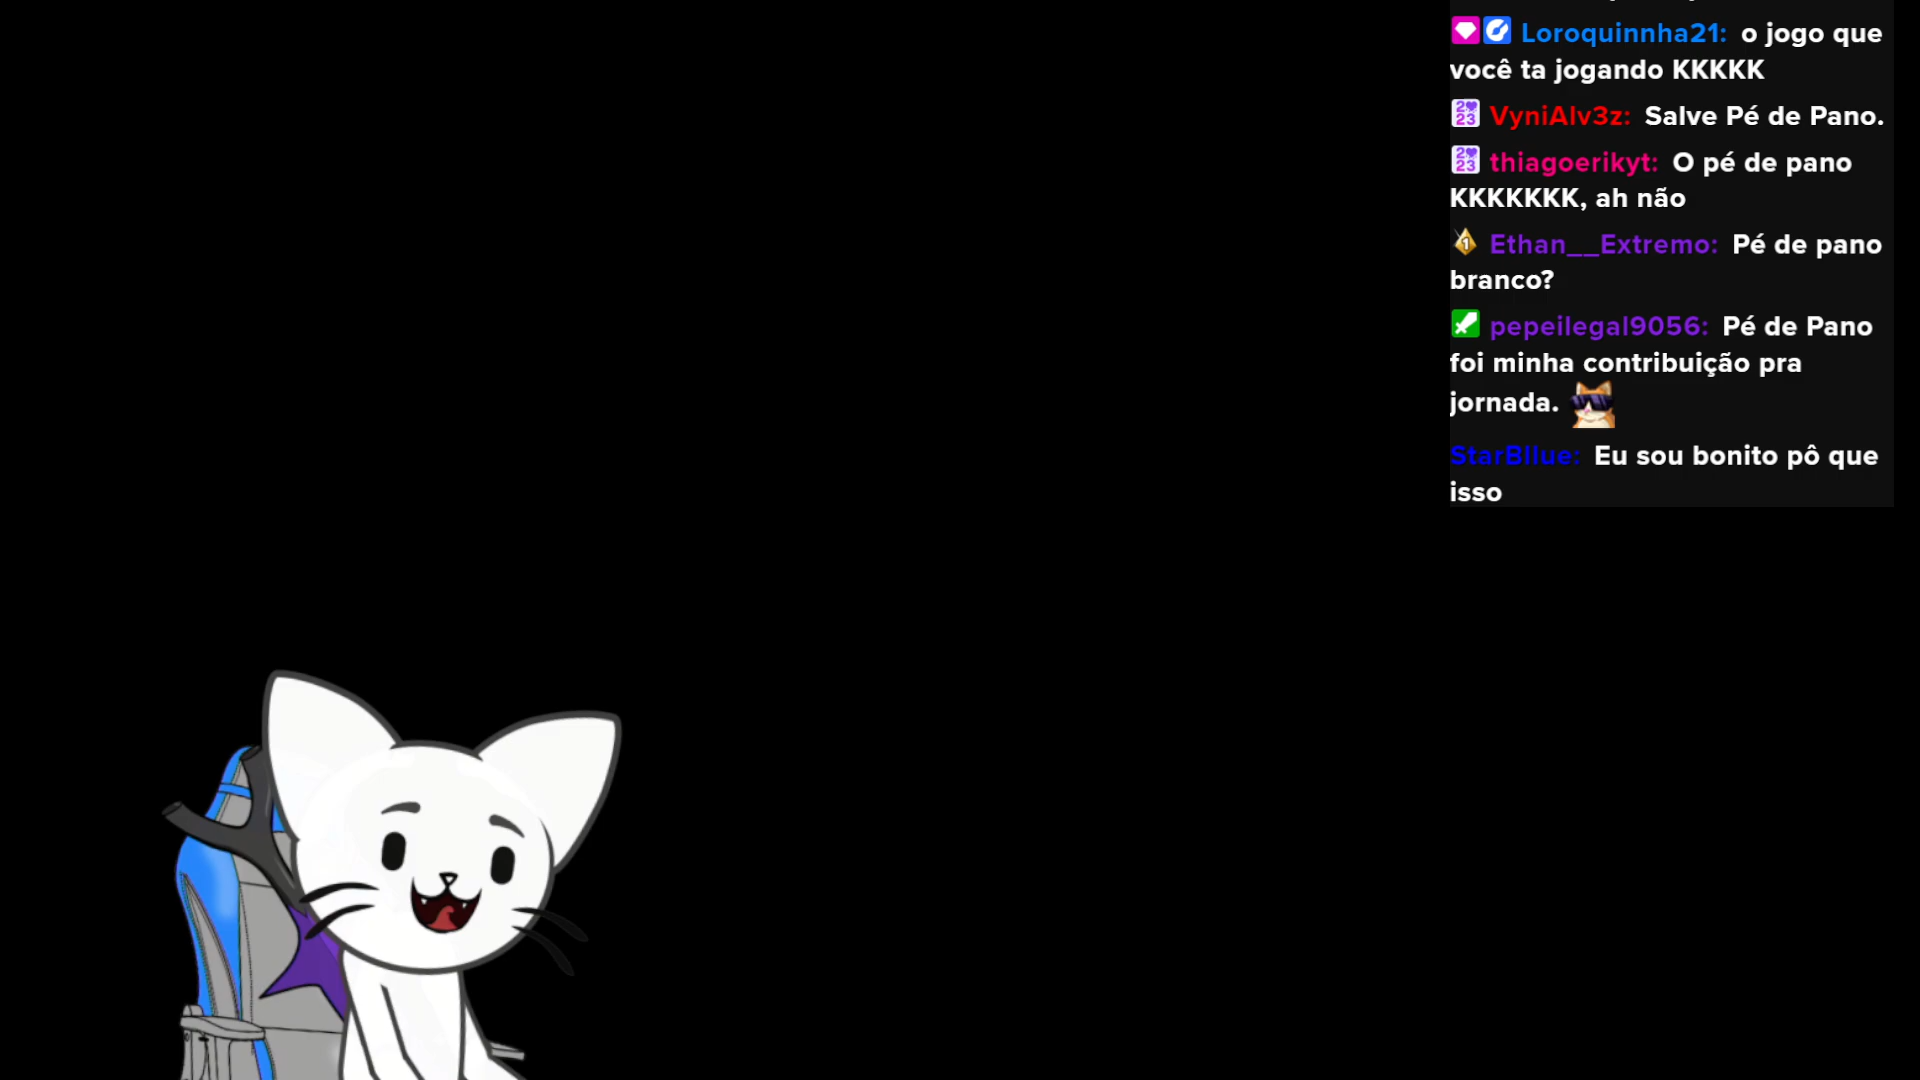 Loroquinnha21: o jogo que
você ta jogando KKKKK
VyniAlv3z: Salve Pé de Pano.
thiagoerikyt: O pé de pano
KKKKKKK, ah não
Ethan__Extremo: Pé de pano
branco?
pepeilegal9056: Pé de Pano
foi minha contribuição pra
jornada.
StarBllue: Eu sou bonito pô que
isso